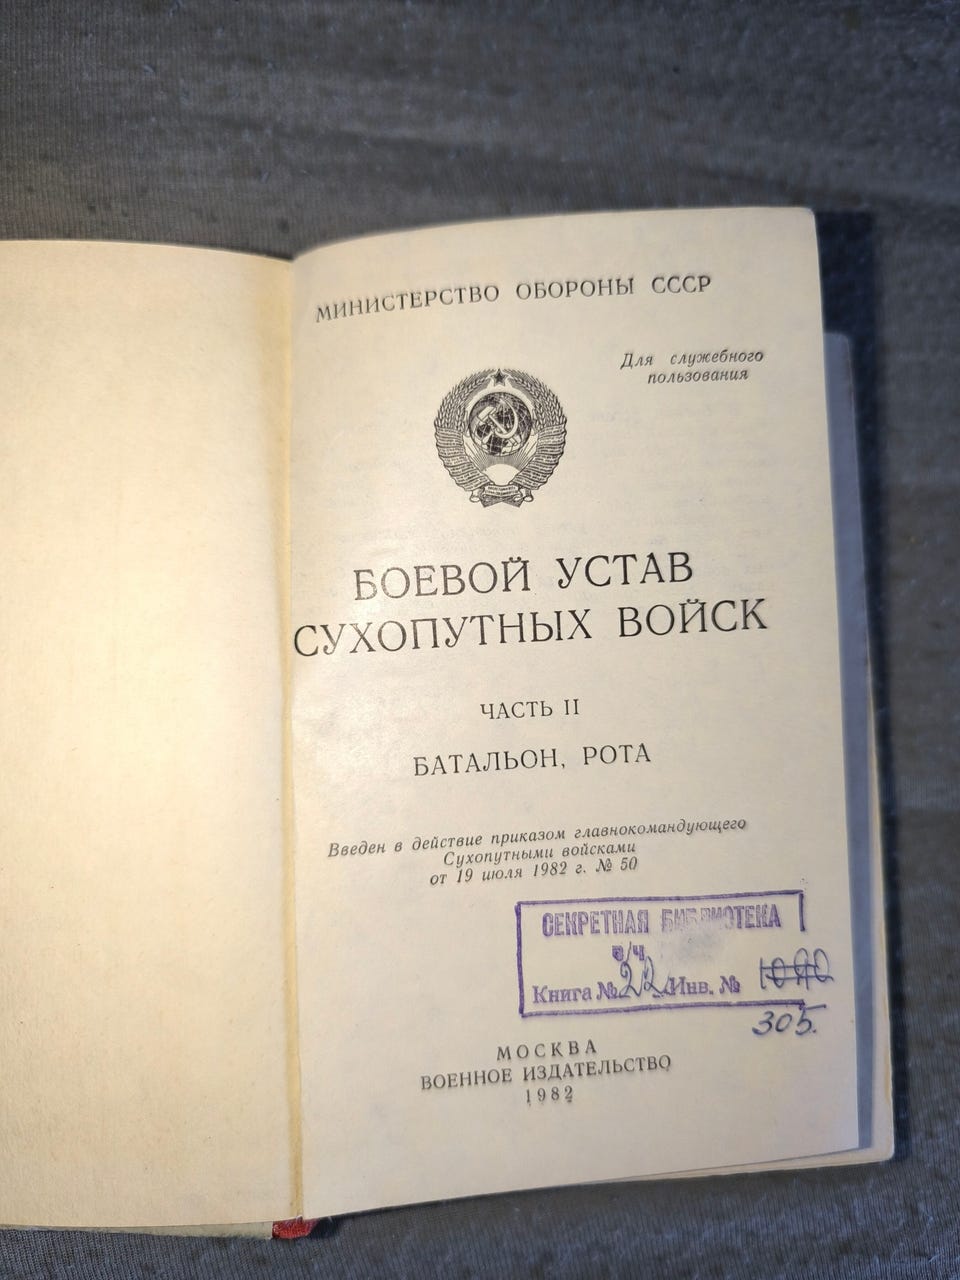 МИНИСТЕРСТВО ОБОРОНЫ СССР
Для служебного
пользования
БОЕВОЙ УСТАВ
СУХОПУТНЫХ ВОЙСК
ЧАСТЬ II
БАТАЛЬОН, РОТА
Введен в действие приказом главнокомандующего
Сухопутными войсками
от 19 июля 1982 г. № 50
СЕКРЕТНАЯ БИБЛИОТЕКА
в/ч
Книга № 22 Инв. №
305.
МОСКВА
ВОЕННОЕ ИЗДАТЕЛЬСТВО
1982